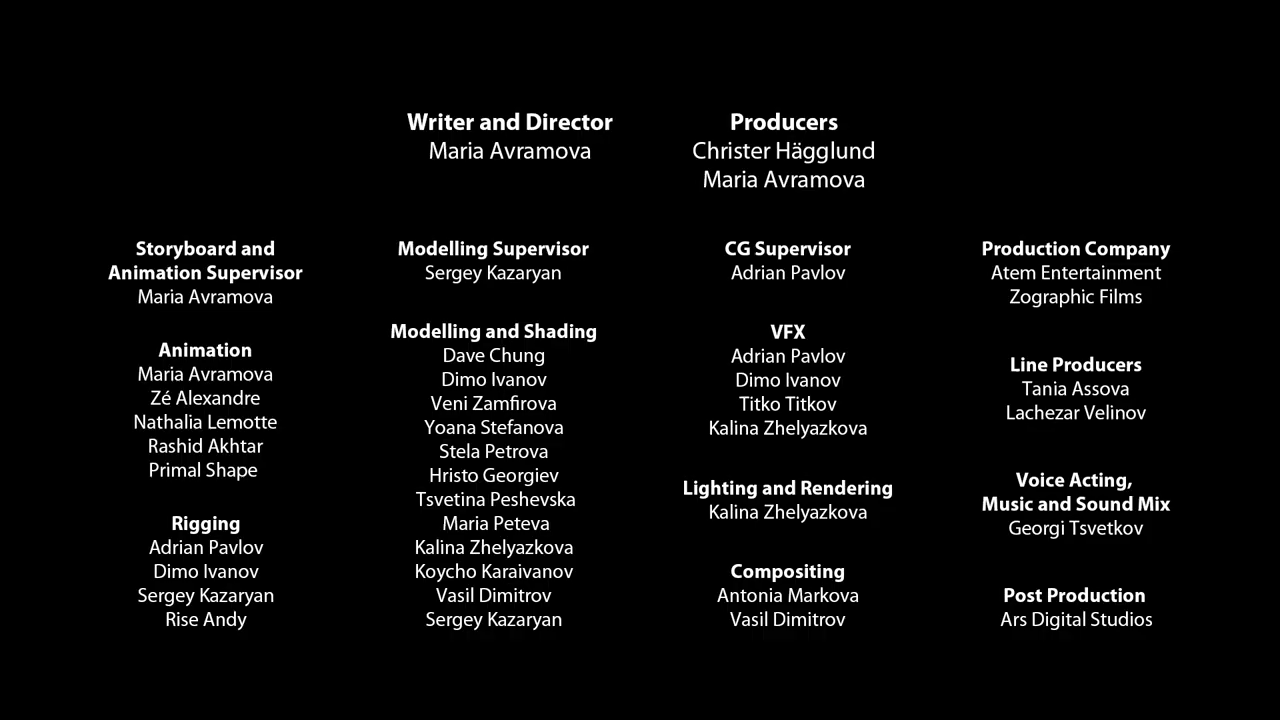 Writer and Director
Maria Avramova
Producers
Christer Hägglund
Maria Avramova
Storyboard and
Animation Supervisor
Maria Avramova
Animation
Maria Avramova
Zé Alexandre
Nathalia Lemotte
Rashid Akhtar
Primal Shape
Rigging
Adrian Pavlov
Dimo Ivanov
Sergey Kazaryan
Rise Andy
Modelling Supervisor
Sergey Kazaryan
Modelling and Shading
Dave Chung
Dimo Ivanov
Veni Zamfirova
Yoana Stefanova
Stela Petrova
Hristo Georgiev
Tsvetina Peshevska
Maria Peteva
Kalina Zhelyazkova
Koycho Karaivanov
Vasil Dimitrov
Sergey Kazaryan
CG Supervisor
Adrian Pavlov
VFX
Adrian Pavlov
Dimo Ivanov
Titko Titkov
Kalina Zhelyazkova
Lighting and Rendering
Kalina Zhelyazkova
Compositing
Antonia Markova
Vasil Dimitrov
Production Company
Atem Entertainment
Zographic Films
Line Producers
Tania Assova
Lachezar Velinov
Voice Acting,
Music and Sound Mix
Georgi Tsvetkov
Post Production
Ars Digital Studios